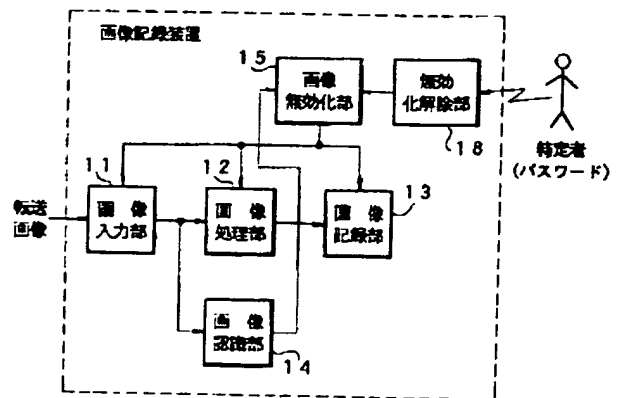 画像記録装置
15
画像
無効化部
無効
化解除部
18
特定者
(パスワード)
11
12
13
転送
画像
画像
入力部
画像
処理部
画像
記録部
画像
認識部
14